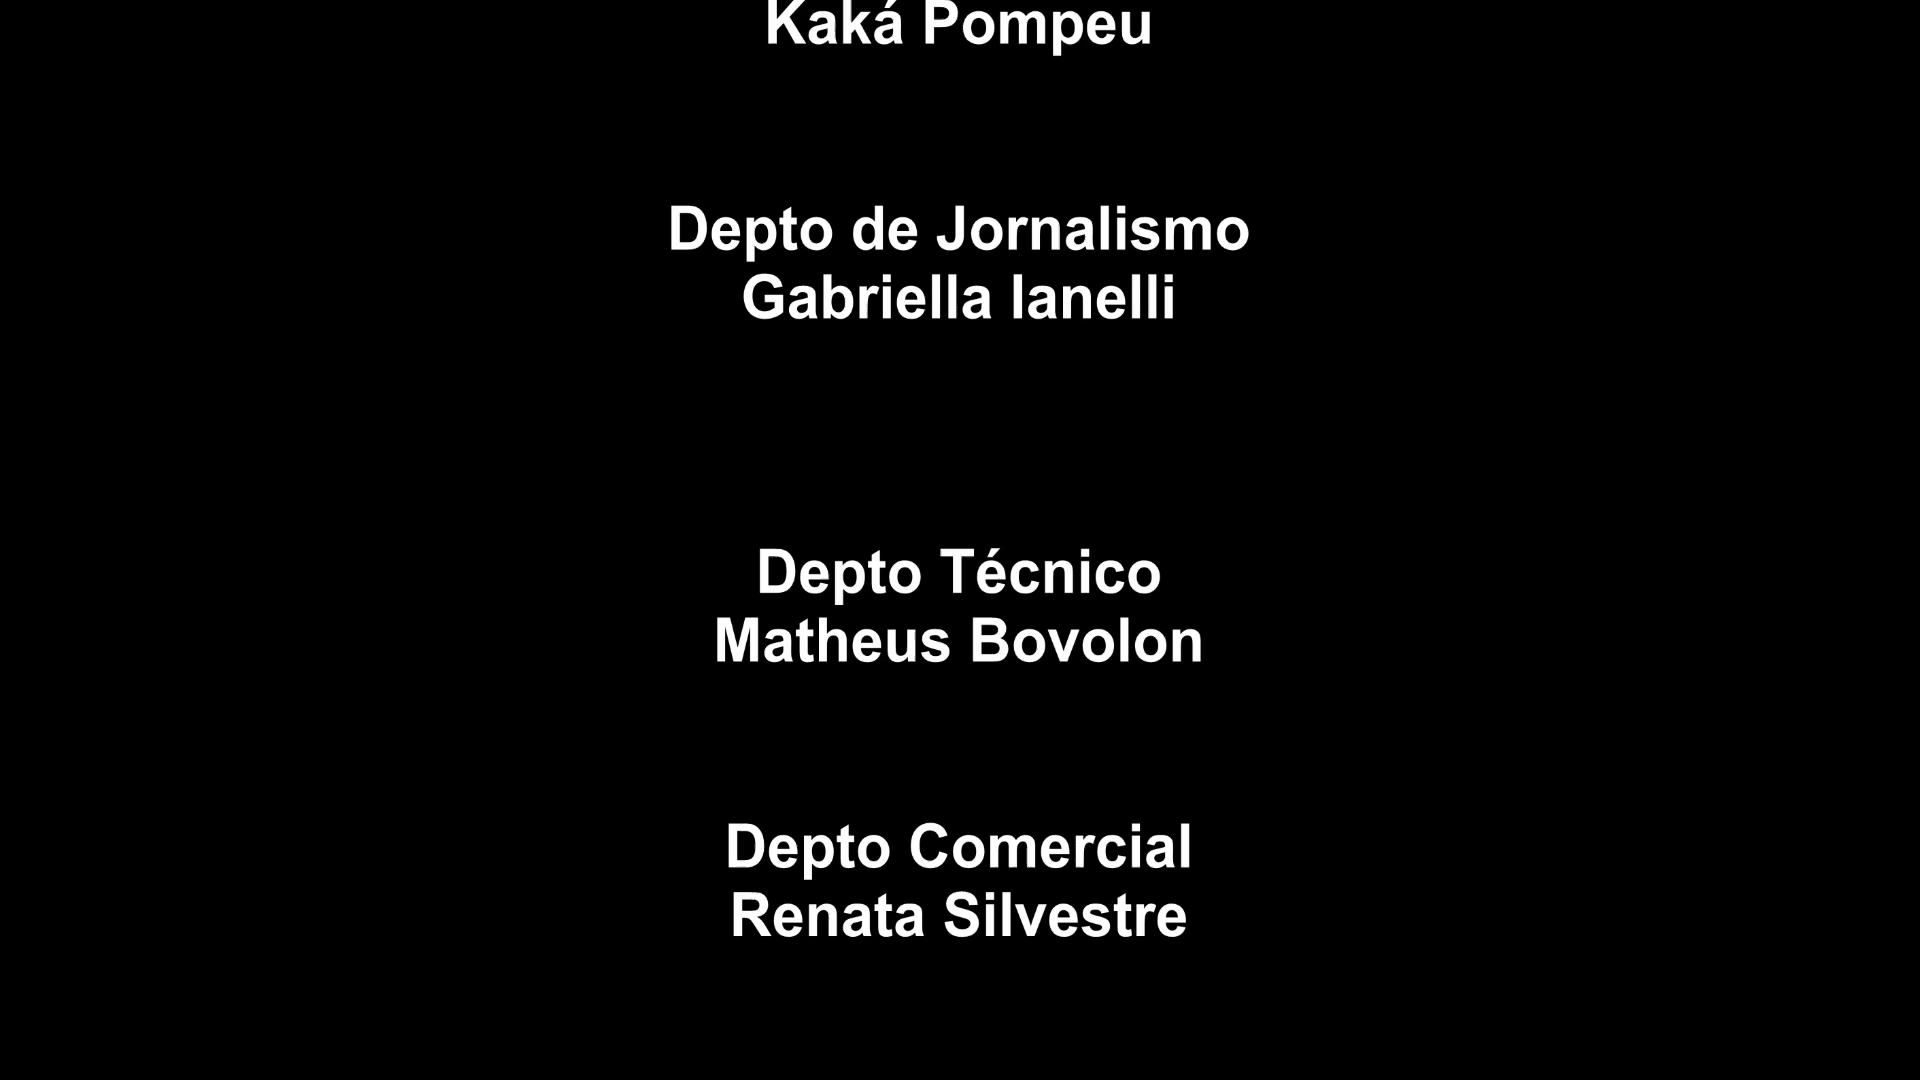 Kaká Pompeu
Depto de Jornalismo
Gabriella Ianelli
Depto Técnico
Matheus Bovolon
Depto Comercial
Renata Silvestre